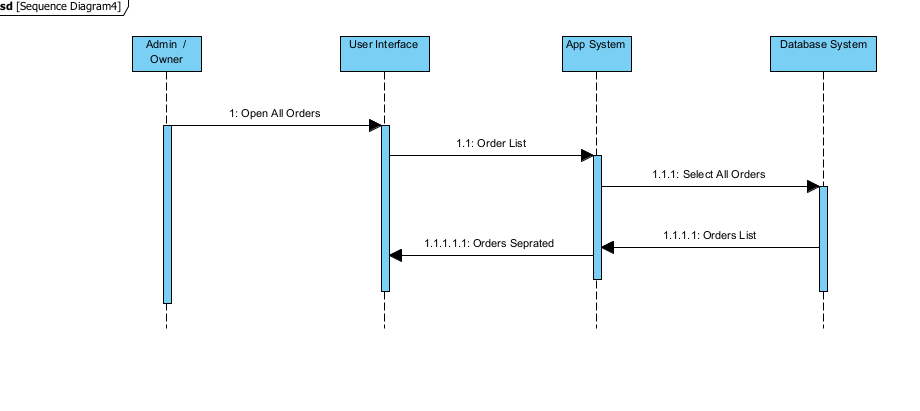 sd [Sequence Diagram4]
Admin /
Owner
User Interface
App System
Database System
1: Open All Orders
1.1: Order List
1.1.1: Select All Orders
1.1.1.1: Orders List
1.1.1.1.1: Orders Seprated